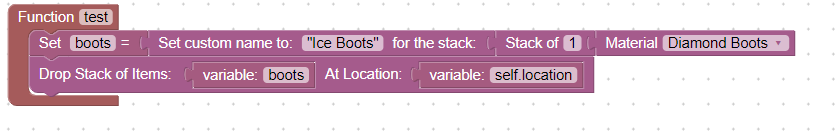 Function test
Set boots = Set custom name to: "Ice Boots" for the stack: Stack of 1 Material Diamond Boots
Drop Stack of Items: variable: boots At Location: variable: self.location